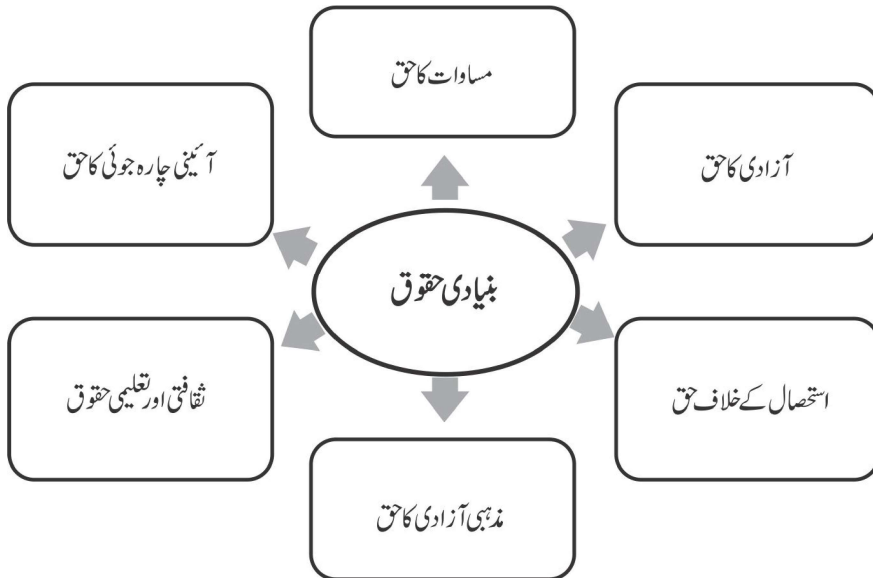 مساوات کا حق
آزادی کا حق
آئینی چارہ جوئی کا حق
بنیادی حقوق
استحصال کے خلاف حق
ثقافتی اور تعلیمی حقوق
مذہبی آزادی کا حق